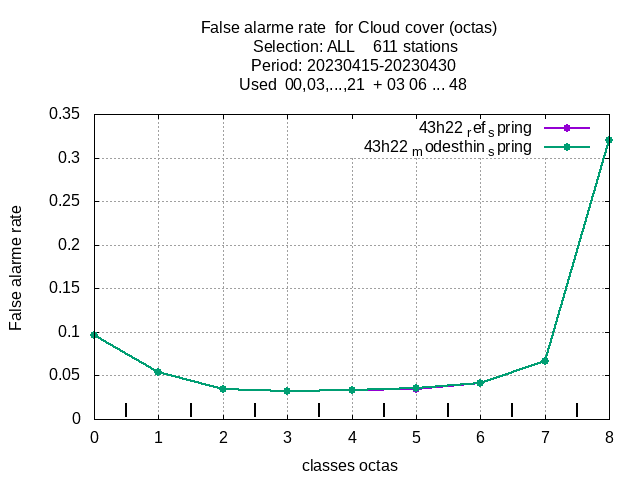 False alarme rate  for Cloud cover (octas)
Selection: ALL    611 stations
Period: 20230415-20230430
Used  00,03,...,21  + 03 06 ... 48
43h22 ref spring
43h22 modesthin spring
False alarme rate
0.35
0.3
0.25
0.2
0.15
0.1
0.05
0
0 1 2 3 4 5 6 7 8
classes octas